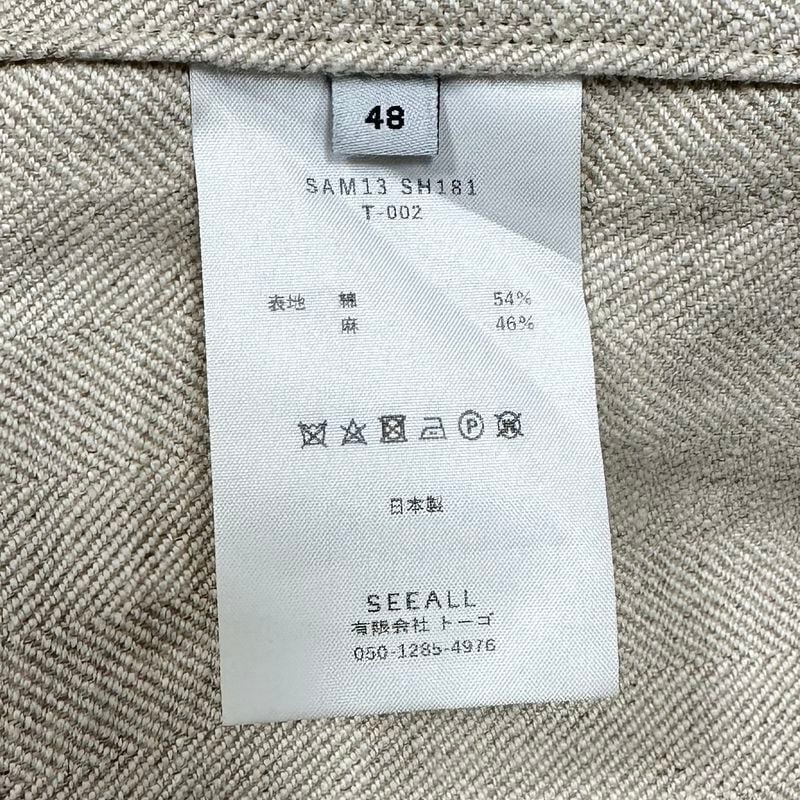 48
SAM13 SH181
T-002
表地 綿 54%
麻 46%
日本製
SEEALL
有限会社 トーゴ
050-1285-4976